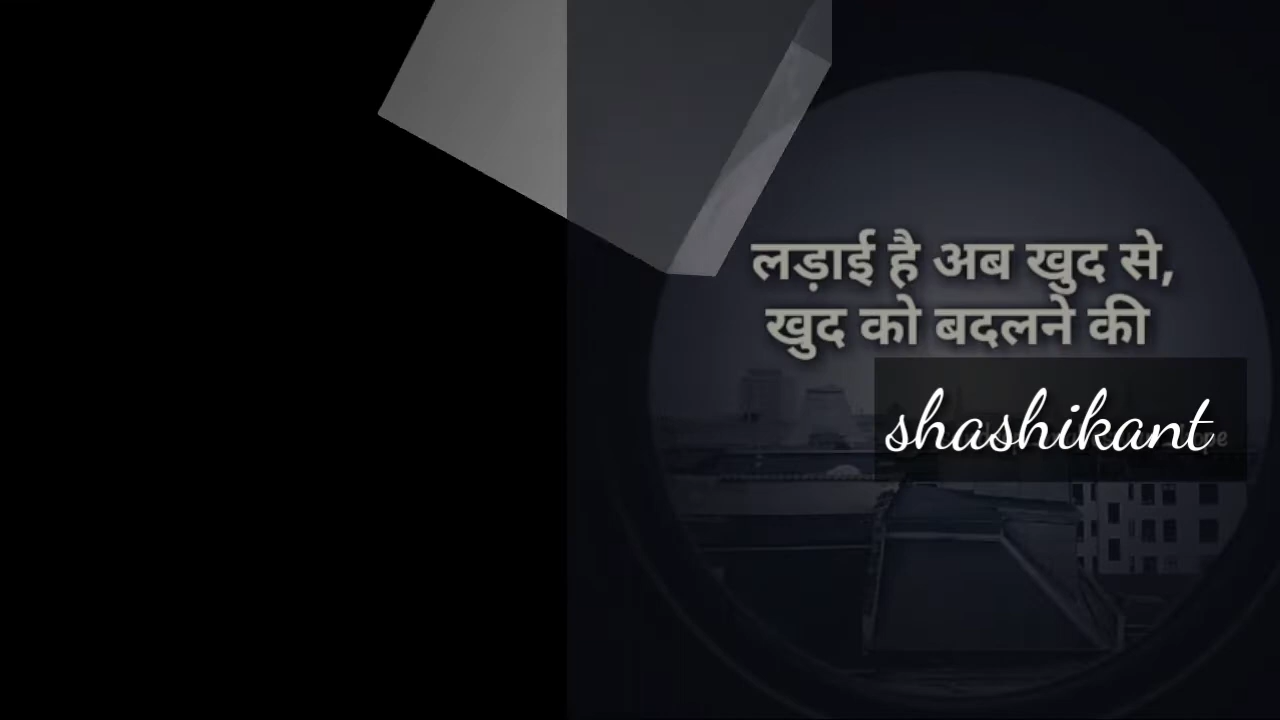 लड़ाई है अब खुद से,
खुद को बदलने की
shashikant